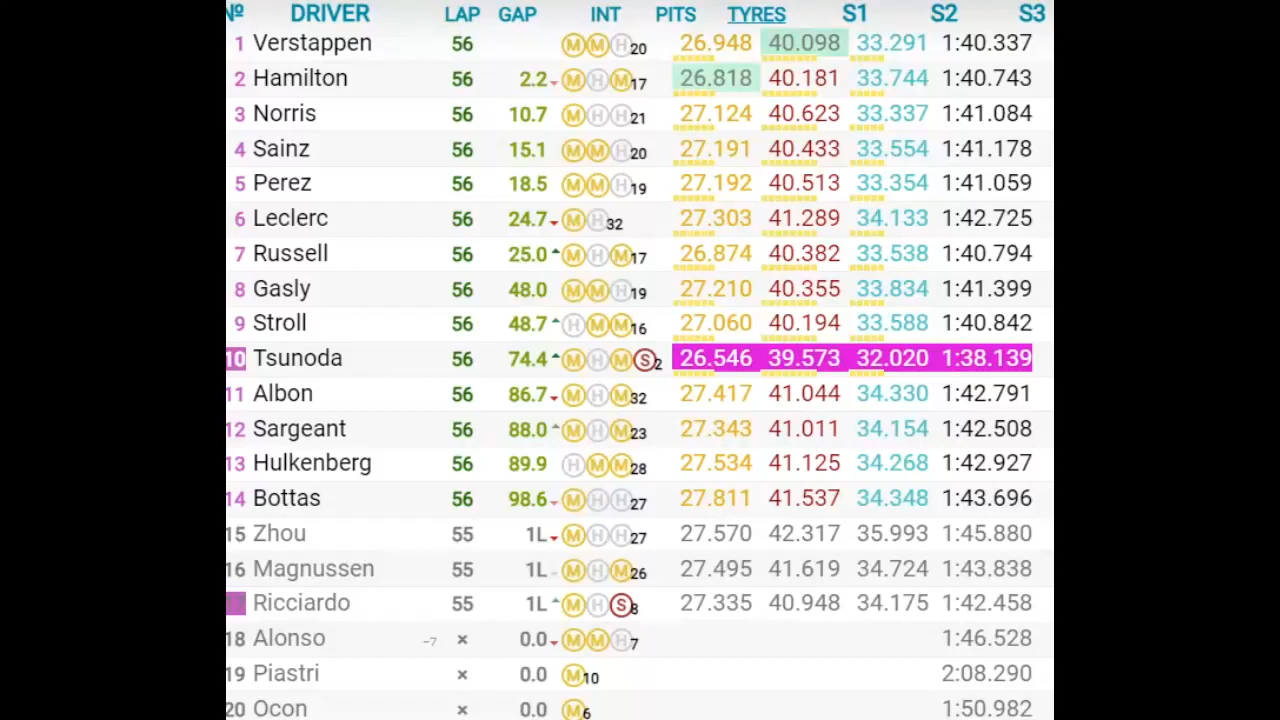 № DRIVER LAP GAP INT PITS TYRES S1 S2 S3
1 Verstappen 56 M M H 20 26.948 40.098 33.291 1:40.337
2 Hamilton 56 2.2 M H M 17 26.818 40.181 33.744 1:40.743
3 Norris 56 10.7 M H H 21 27.124 40.623 33.337 1:41.084
4 Sainz 56 15.1 M M H 20 27.191 40.433 33.554 1:41.178
5 Perez 56 18.5 M M H 19 27.192 40.513 33.354 1:41.059
6 Leclerc 56 24.7 M H 32 27.303 41.289 34.133 1:42.725
7 Russell 56 25.0 M H M 17 26.874 40.382 33.538 1:40.794
8 Gasly 56 48.0 M M H 19 27.210 40.355 33.834 1:41.399
9 Stroll 56 48.7 H M M 16 27.060 40.194 33.588 1:40.842
10 Tsunoda 56 74.4 M H M S 2 26.546 39.573 32.020 1:38.139
11 Albon 56 86.7 M H M 32 27.417 41.044 34.330 1:42.791
12 Sargeant 56 88.0 M H M 23 27.343 41.011 34.154 1:42.508
13 Hulkenberg 56 89.9 H M M 28 27.534 41.125 34.268 1:42.927
14 Bottas 56 98.6 M H H 27 27.811 41.537 34.348 1:43.696
15 Zhou 55 1L M H H 27 27.570 42.317 35.993 1:45.880
16 Magnussen 55 1L M H M 26 27.495 41.619 34.724 1:43.838
17 Ricciardo 55 1L M H S 8 27.335 40.948 34.175 1:42.458
18 Alonso -7 × 0.0 M M H 7 1:46.528
19 Piastri × 0.0 M 10 2:08.290
20 Ocon × 0.0 M 6 1:50.982